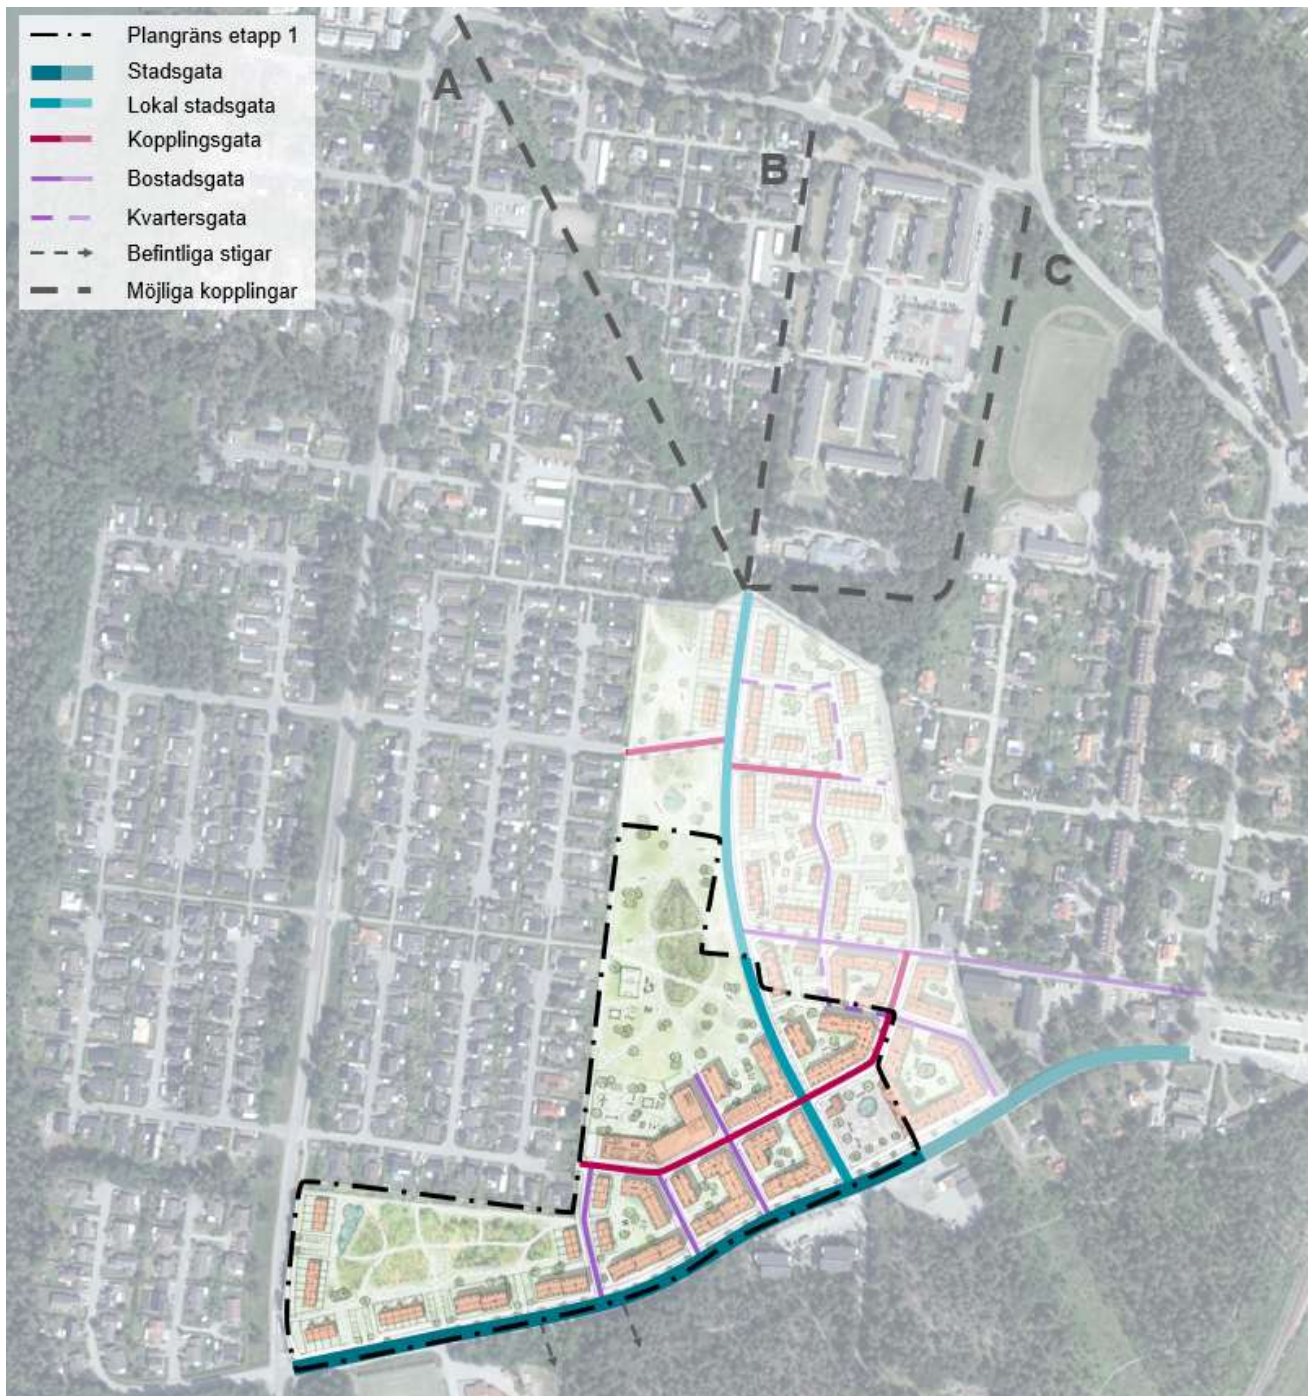 Plangräns etapp 1
Stadsgata
Lokal stadsgata
Kopplingsgata
Bostadsgata
Kvartersgata
Befintliga stigar
Möjliga kopplingar
A
B
C